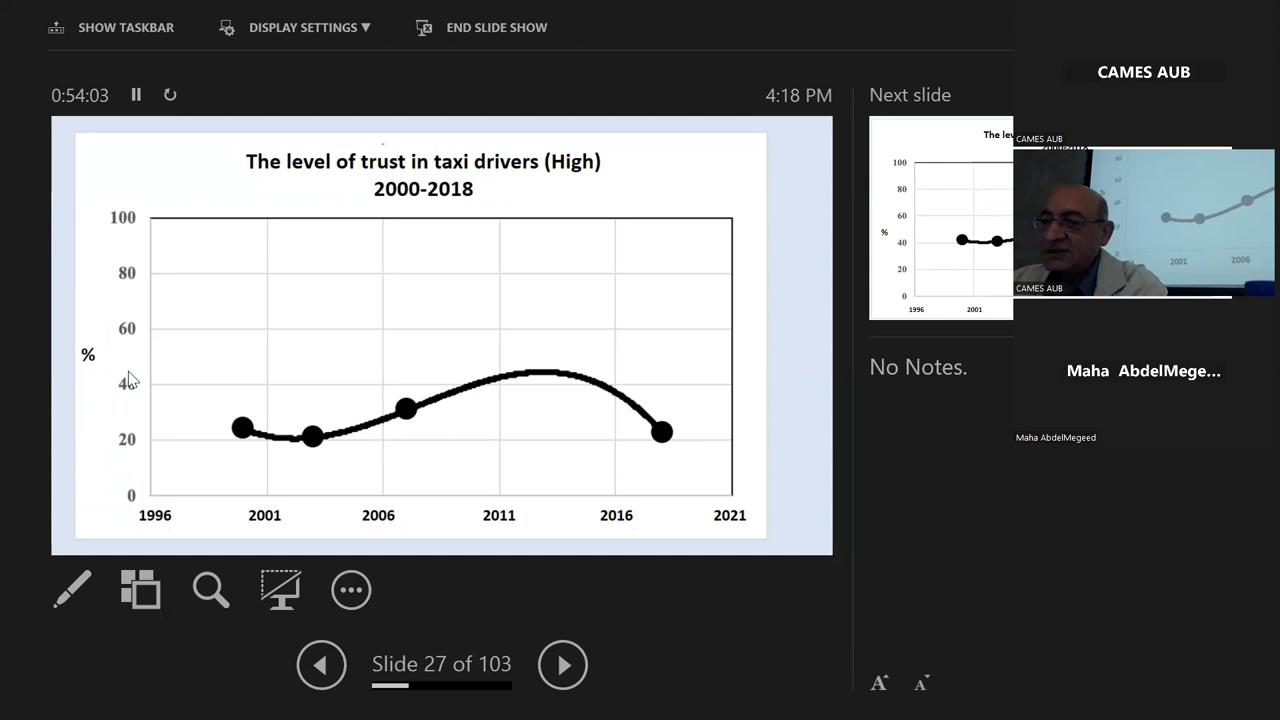 SHOW TASKBAR
DISPLAY SETTINGS ▼
END SLIDE SHOW
CAMES AUB
0:54:03
4:18 PM
Next slide
The level of trust in taxi drivers (High)
2000-2018
100
80
60
%
20
0
1996
2001
2006
2011
2016
2021
The lev
100
80
60
%
40
20
0
1996
2001
CAMES AUB
2001
2006
CAMES AUB
No Notes.
Maha AbdelMege...
Maha AbdelMegeed
Slide 27 of 103
A
A